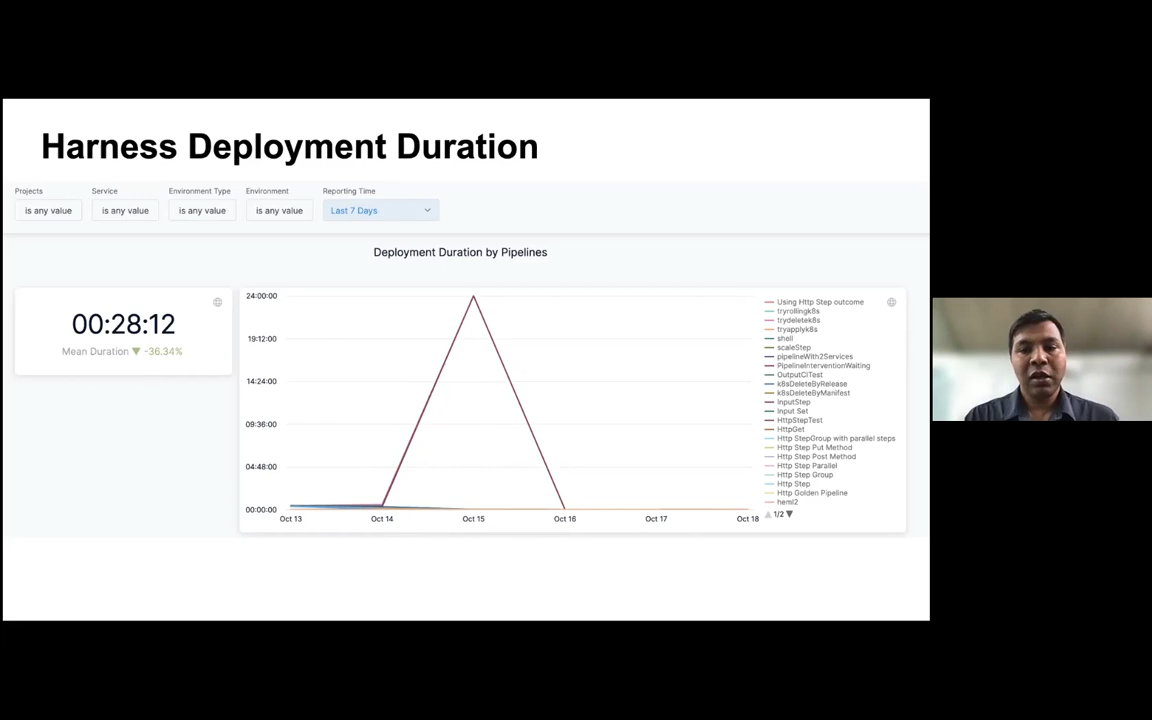 Harness Deployment Duration
Projects Service Environment Type Environment Reporting Time
is any value is any value is any value is any value Last 7 Days
Deployment Duration by Pipelines
00:28:12
Mean Duration ▼ -36.34%
24:00:00
19:12:00
14:24:00
09:36:00
04:48:00
00:00:00
Oct 13 Oct 14 Oct 15 Oct 16 Oct 17 Oct 18
Using Http Step outcome
tryrollingk8s
trydeletek8s
tryapplyk8s
shell
scaleStep
pipelineWith2Services
PipelineInterventionWaiting
OutputCITest
k8sDeleteByRelease
k8sDeleteByManifest
InputStep
Input Set
HttpStepTest
HttpGet
Http StepGroup with parallel steps
Http Step Put Method
Http Step Post Method
Http Step Parallel
Http Step Group
Http Step
Http Golden Pipeline
hemi2
▲ 1/2 ▼